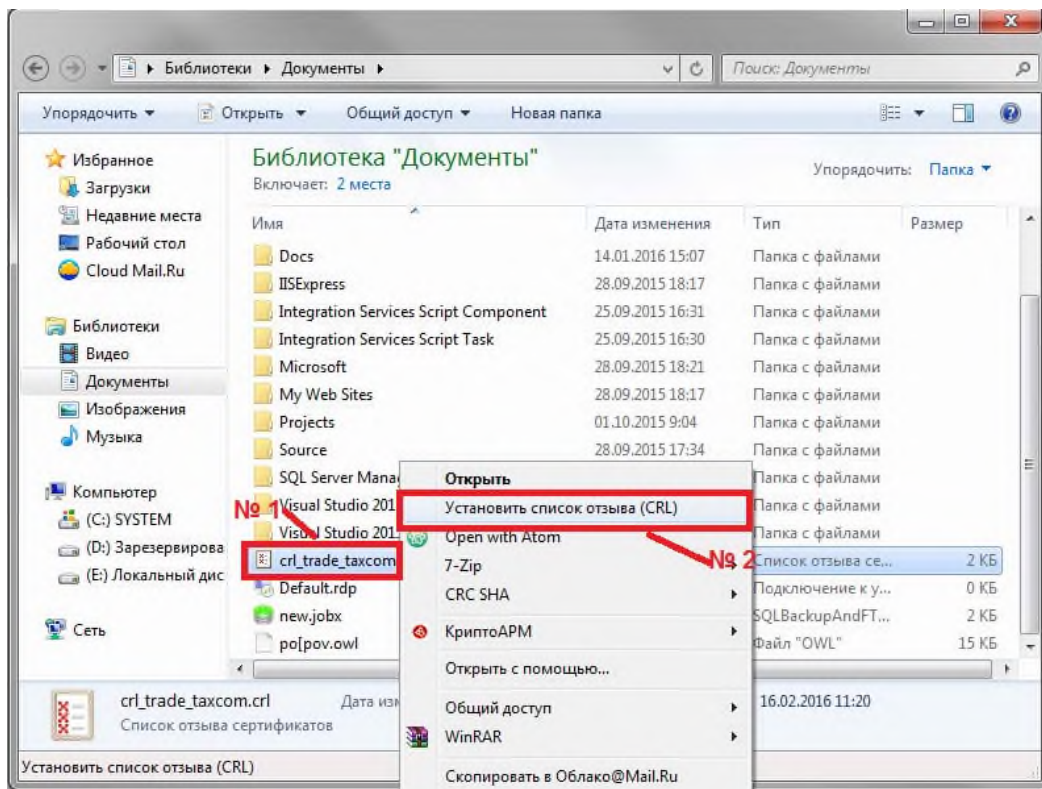 Библиотеки ▸ Документы ▸
Поиск: Документы
Упорядочить ▼ Открыть ▼ Общий доступ ▼ Новая папка
Избранное
Загрузки
Недавние места
Рабочий стол
Cloud Mail.Ru
Библиотеки
Видео
Документы
Изображения
Музыка
Компьютер
(C:) SYSTEM
(D:) Зарезервирова
(E:) Локальный дис
Сеть
Библиотека "Документы"
Включает: 2 места
Упорядочить: Папка ▼
Имя Дата изменения Тип Размер
Docs 14.01.2016 15:07 Папка с файлами
IISExpress 28.09.2015 18:17 Папка с файлами
Integration Services Script Component 25.09.2015 16:31 Папка с файлами
Integration Services Script Task 25.09.2015 16:30 Папка с файлами
Microsoft 28.09.2015 18:21 Папка с файлами
My Web Sites 28.09.2015 18:17 Папка с файлами
Projects 01.10.2015 9:04 Папка с файлами
Source 28.09.2015 17:34 Папка с файлами
SQL Server Mana Папка с файлами
Visual Studio 201 Папка с файлами
Visual Studio 201 Папка с файлами
crl_trade_taxcom Список отзыва се... 2 КБ
Default.rdp Подключение к у... 0 КБ
new.jobx SQLBackupAndFT... 2 КБ
po[pov.owl Файл "OWL" 15 КБ
№ 1
№ 2
Открыть
Установить список отзыва (CRL)
Open with Atom
7-Zip
CRC SHA
КриптоАРМ
Открыть с помощью...
Общий доступ
WinRAR
Скопировать в Облако@Mail.Ru
crl_trade_taxcom.crl Дата изм 16.02.2016 11:20
Список отзыва сертификатов
Установить список отзыва (CRL)